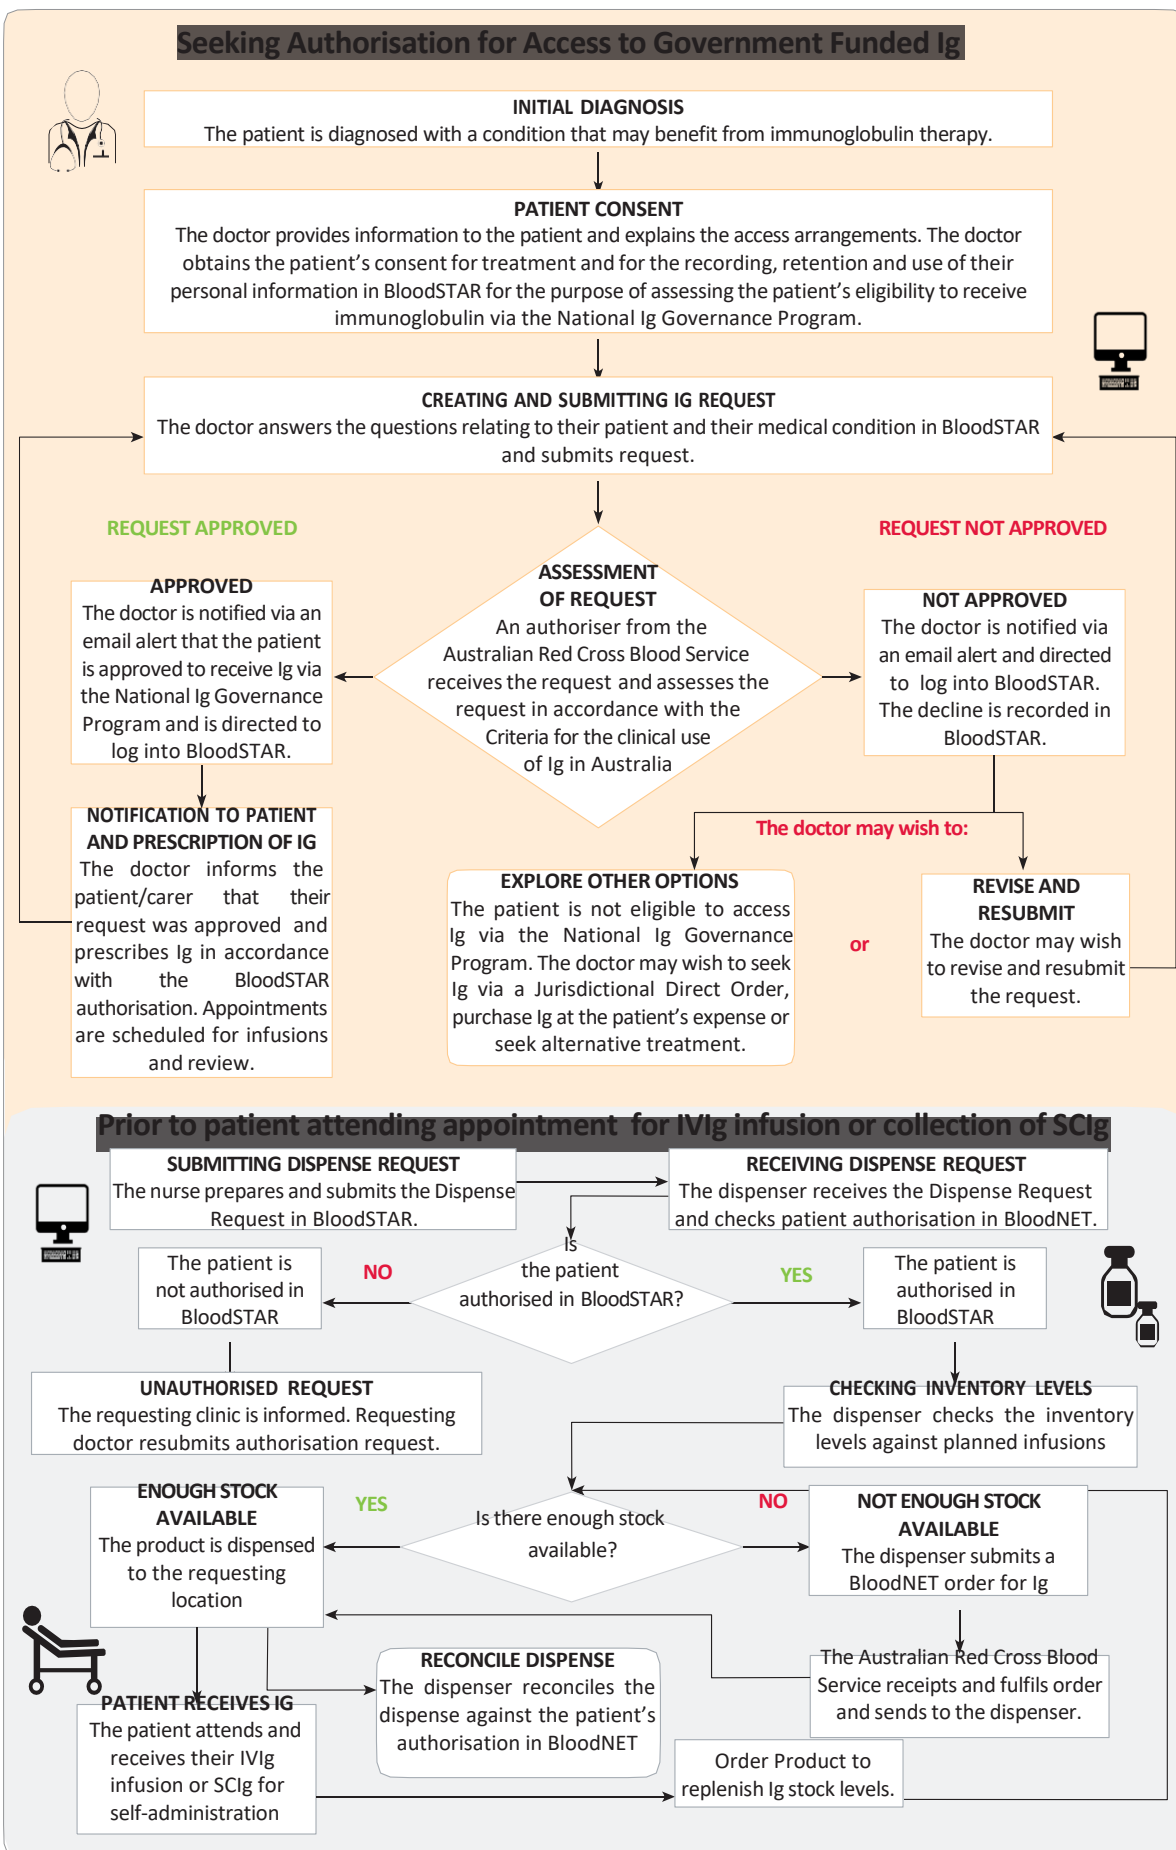 Seeking Authorisation for Access to Government Funded Ig
INITIAL DIAGNOSIS
The patient is diagnosed with a condition that may benefit from immunoglobulin therapy.
PATIENT CONSENT
The doctor provides information to the patient and explains the access arrangements. The doctor
obtains the patient's consent for treatment and for the recording, retention and use of their
personal information in BloodSTAR for the purpose of assessing the patient's eligibility to receive
immunoglobulin via the National Ig Governance Program.
CREATING AND SUBMITTING IG REQUEST
The doctor answers the questions relating to their patient and their medical condition in BloodSTAR
and submits request.
REQUEST APPROVED
REQUEST NOT APPROVED
APPROVED
The doctor is notified via an
email alert that the patient
is approved to receive Ig via
the National Ig Governance
Program and is directed to
log into BloodSTAR.
ASSESSMENT
OF REQUEST
An authoriser from the
Australian Red Cross Blood Service
receives the request and assesses the
request in accordance with the
Criteria for the clinical use
of Ig in Australia
NOT APPROVED
The doctor is notified via
an email alert and directed
to log into BloodSTAR.
The decline is recorded in
BloodSTAR.
NOTIFICATION TO PATIENT
AND PRESCRIPTION OF IG
The doctor informs the
patient/carer that their
request was approved and
prescribes Ig in accordance
with the BloodSTAR
authorisation. Appointments
are scheduled for infusions
and review.
The doctor may wish to:
EXPLORE OTHER OPTIONS
The patient is not eligible to access
Ig via the National Ig Governance
Program. The doctor may wish to seek
Ig via a Jurisdictional Direct Order,
purchase Ig at the patient's expense or
seek alternative treatment.
or
REVISE AND
RESUBMIT
The doctor may wish
to revise and resubmit
the request.
Prior to patient attending appointment for IVIg infusion or collection of SCIg
SUBMITTING DISPENSE REQUEST
The nurse prepares and submits the Dispense
Request in BloodSTAR.
RECEIVING DISPENSE REQUEST
The dispenser receives the Dispense Request
and checks patient authorisation in BloodNET.
The patient is
not authorised in
BloodSTAR
NO
Is
the patient
authorised in BloodSTAR?
YES
The patient is
authorised in
BloodSTAR
UNAUTHORISED REQUEST
The requesting clinic is informed. Requesting
doctor resubmits authorisation request.
CHECKING INVENTORY LEVELS
The dispenser checks the inventory
levels against planned infusions
ENOUGH STOCK
AVAILABLE
The product is dispensed
to the requesting
location
YES
Is there enough stock
available?
NO
NOT ENOUGH STOCK
AVAILABLE
The dispenser submits a
BloodNET order for Ig
The Australian Red Cross Blood
Service receipts and fulfils order
and sends to the dispenser.
RECONCILE DISPENSE
The dispenser reconciles the
dispense against the patient's
authorisation in BloodNET
PATIENT RECEIVES IG
The patient attends and
receives their IVIg
infusion or SCIg for
self-administration
Order Product to
replenish Ig stock levels.